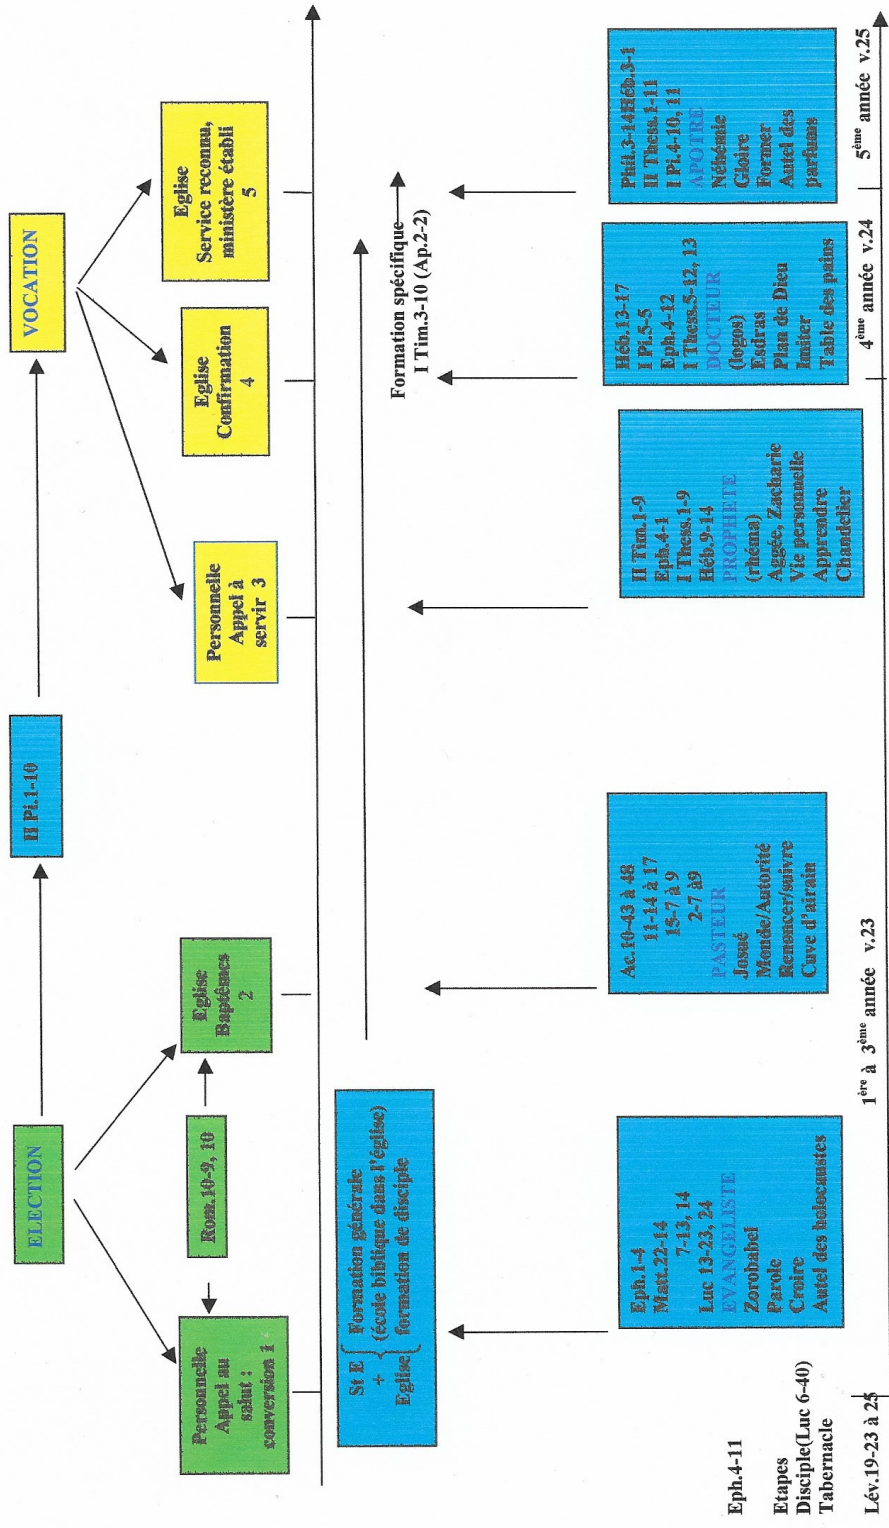 ELECTION
II Pi.1-10
VOCATION
Personnelle
Appel au
salut :
conversion 1
Rom.10-9, 10
Eglise
Baptêmes
2
Personnelle
Appel à
servir 3
Eglise
Confirmation
4
Eglise
Service reconnu,
ministère établi
5
St E
+
Eglise
Formation générale
(école biblique dans l'église)
formation de disciple
Formation spécifique
I Tim.3-10 (Ap.2-2)
Eph.1-4
Matt.22-14
7-13, 14
Luc 13-23, 24
EVANGELISTE
Zorobabel
Parole
Croire
Autel des holocaustes
Ac.10-43 à 48
11-14 à 17
15-7 à 9
2-7 à9
PASTEUR
Josué
Monde/Autorité
Renoncer/suivre
Cuve d'airain
II Tim.1-9
Eph.4-1
I Thess.1-9
Héb.9-14
PROPHETE
(rhéma)
Aggée, Zacharie
Vie personnelle
Apprendre
Chandelier
Héb.13-17
I Pi.5-5
Eph.4-12
I Thess.5-12, 13
DOCTEUR
(logos)
Esdras
Plan de Dieu
Imiter
Table des pains
Phil.3-14Héb.3-1
II Thess.1-11
I Pi.4-10, 11
APOTRE
Néhémie
Gloire
Former
Autel des
parfums
Eph.4-11
Etapes
Disciple(Luc 6-40)
Tabernacle
Lév.19-23 à 25
1ère à 3ème année v.23
4ème année v.24
5ème année v.25